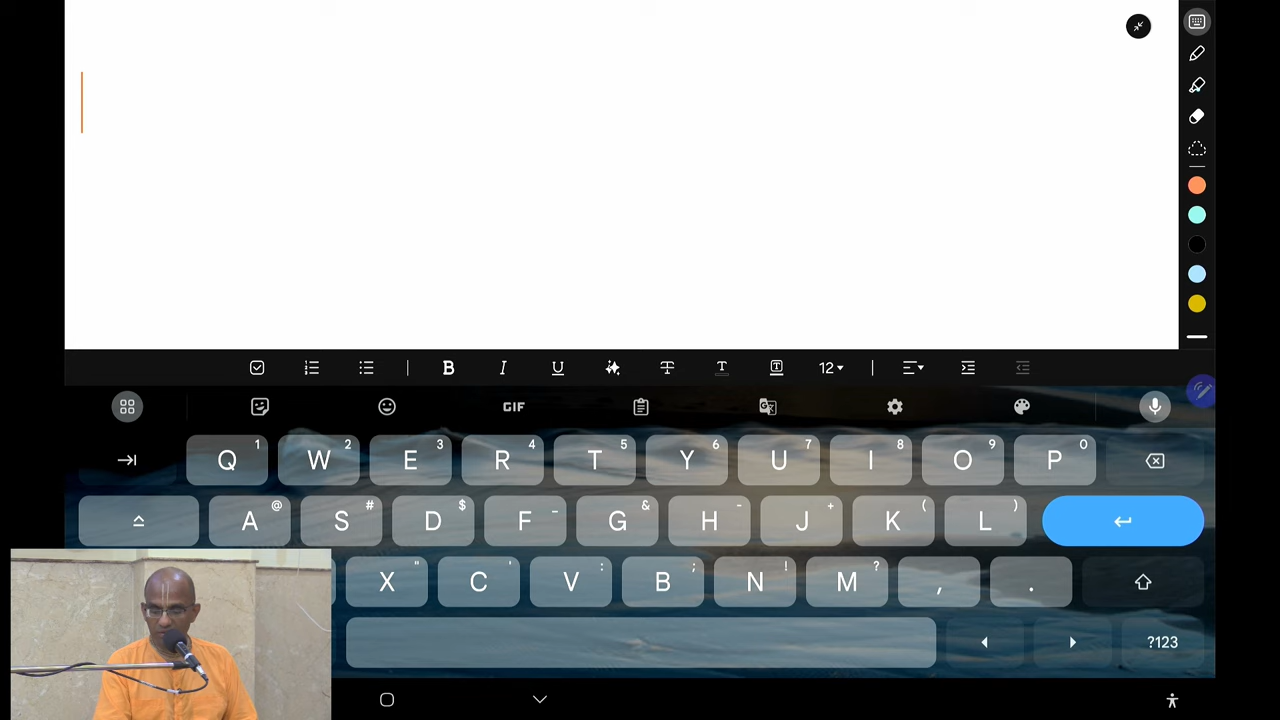 B I U T T 12
GIF
Q 1 W 2 E 3 R 4 T 5 Y 6 U 7 I 8 O 9 P 0
A @ S # D $ F _ G & H - J + K ( L )
X " C ' V : B ; N ! M ? , .
?123